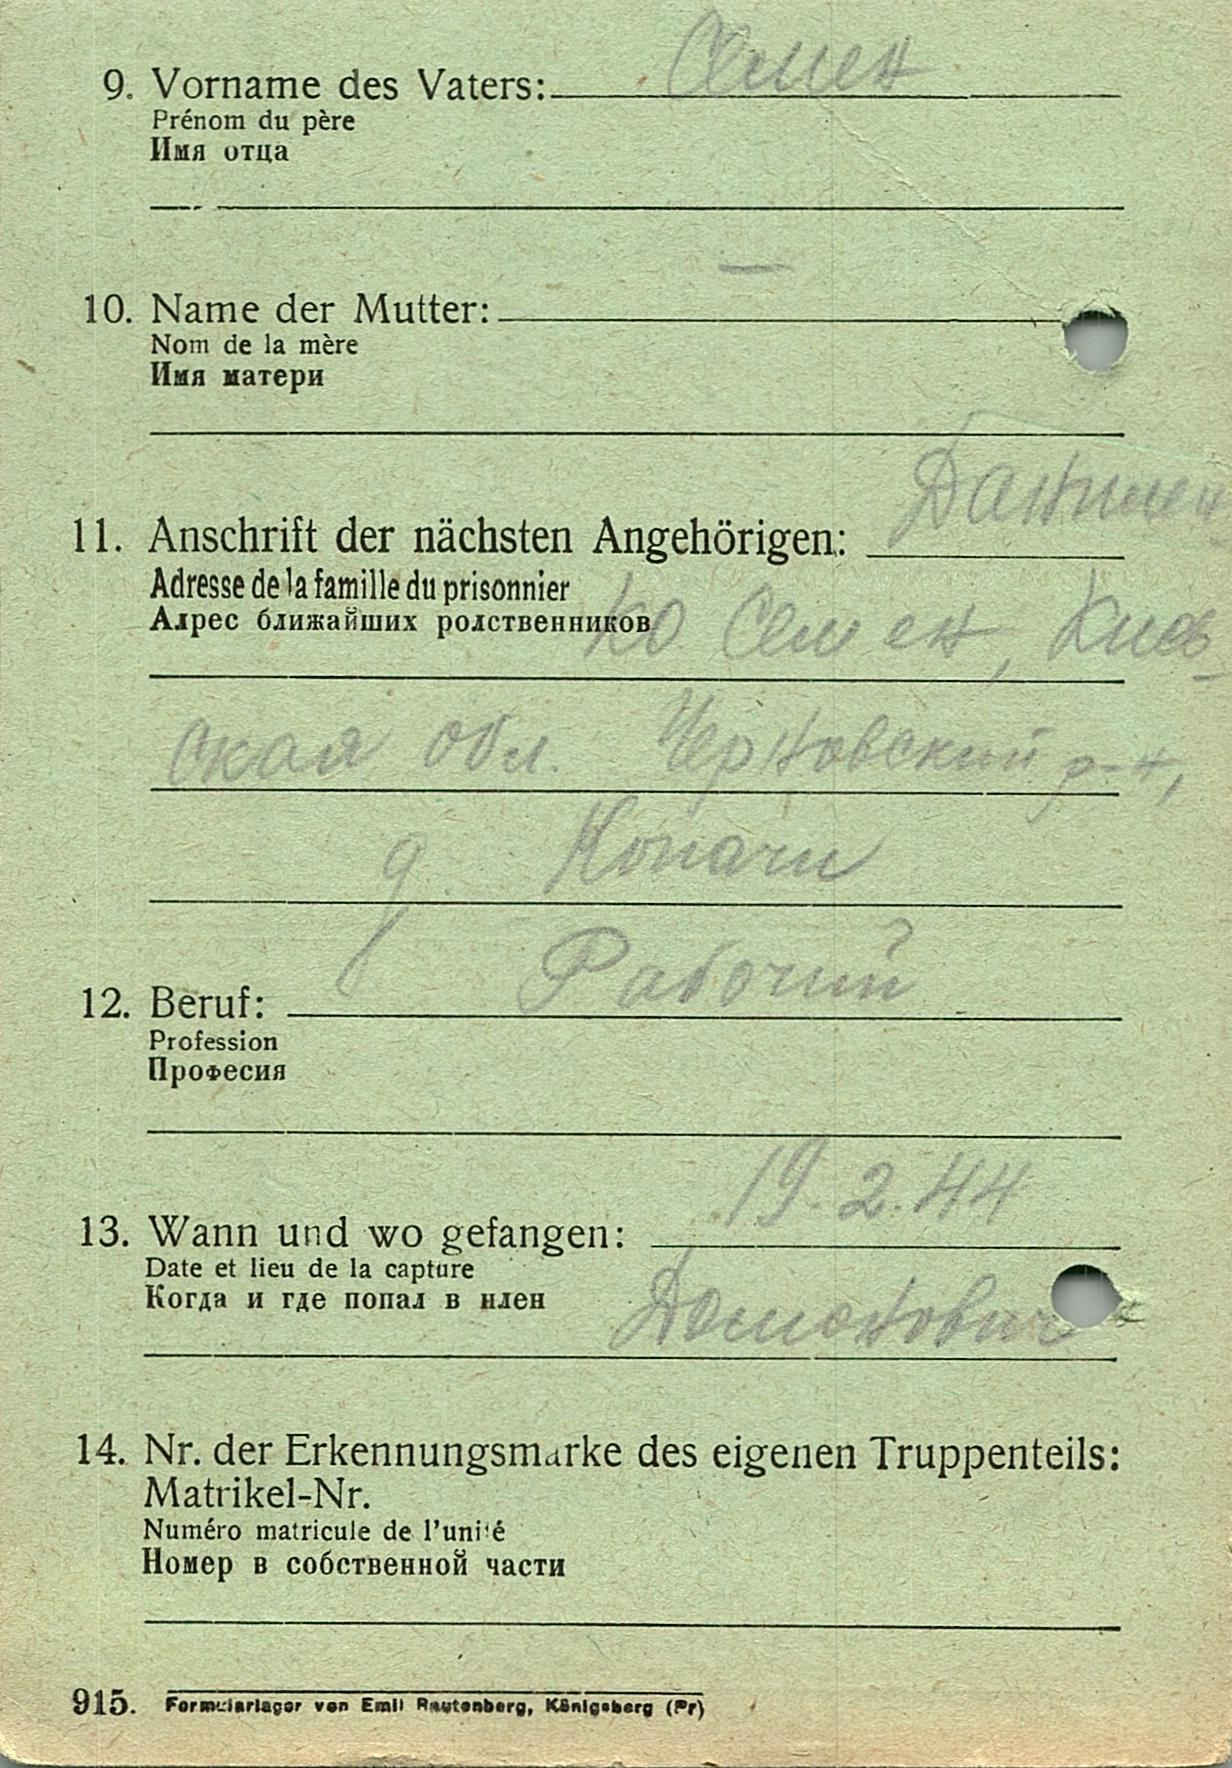 9. Vorname des Vaters: Семен
Prénom du père
Имя отца
—
10. Name der Mutter:
Nom de la mère
Имя матери
11. Anschrift der nächsten Angehörigen:
Adresse de la famille du prisonnier
Адрес ближайших родственников
ко Семен, Киев-
ская обл. Черновский р-н,
д. Копачи
12. Beruf: Рабочий
Profession
Професия
13. Wann und wo gefangen: 19.2.44
Date et lieu de la capture
Когда и где попал в плен
14. Nr. der Erkennungsmarke des eigenen Truppenteils:
Matrikel-Nr.
Numéro matricule de l'unité
Номер в собственной части
915. Formularlager von Emil Rautenberg, Königsberg (Pr)